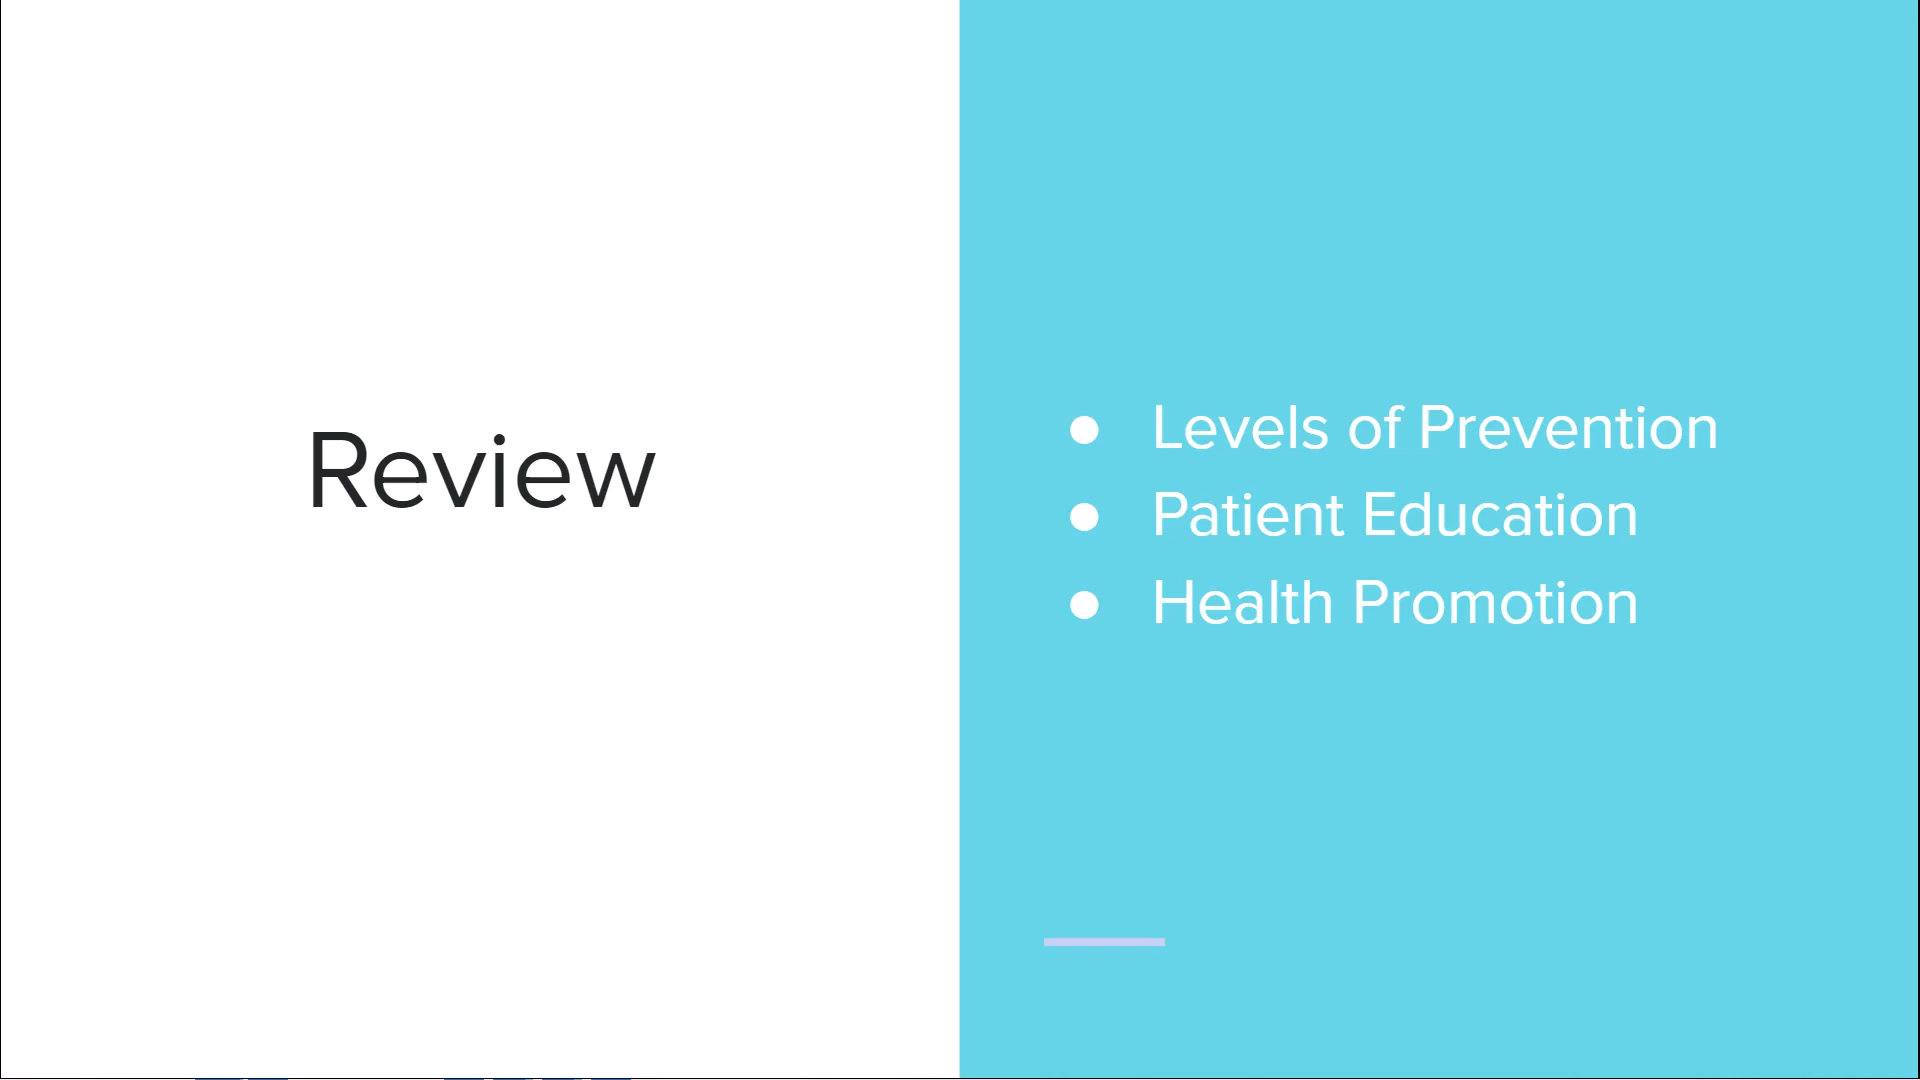 Review
● Levels of Prevention
● Patient Education
● Health Promotion